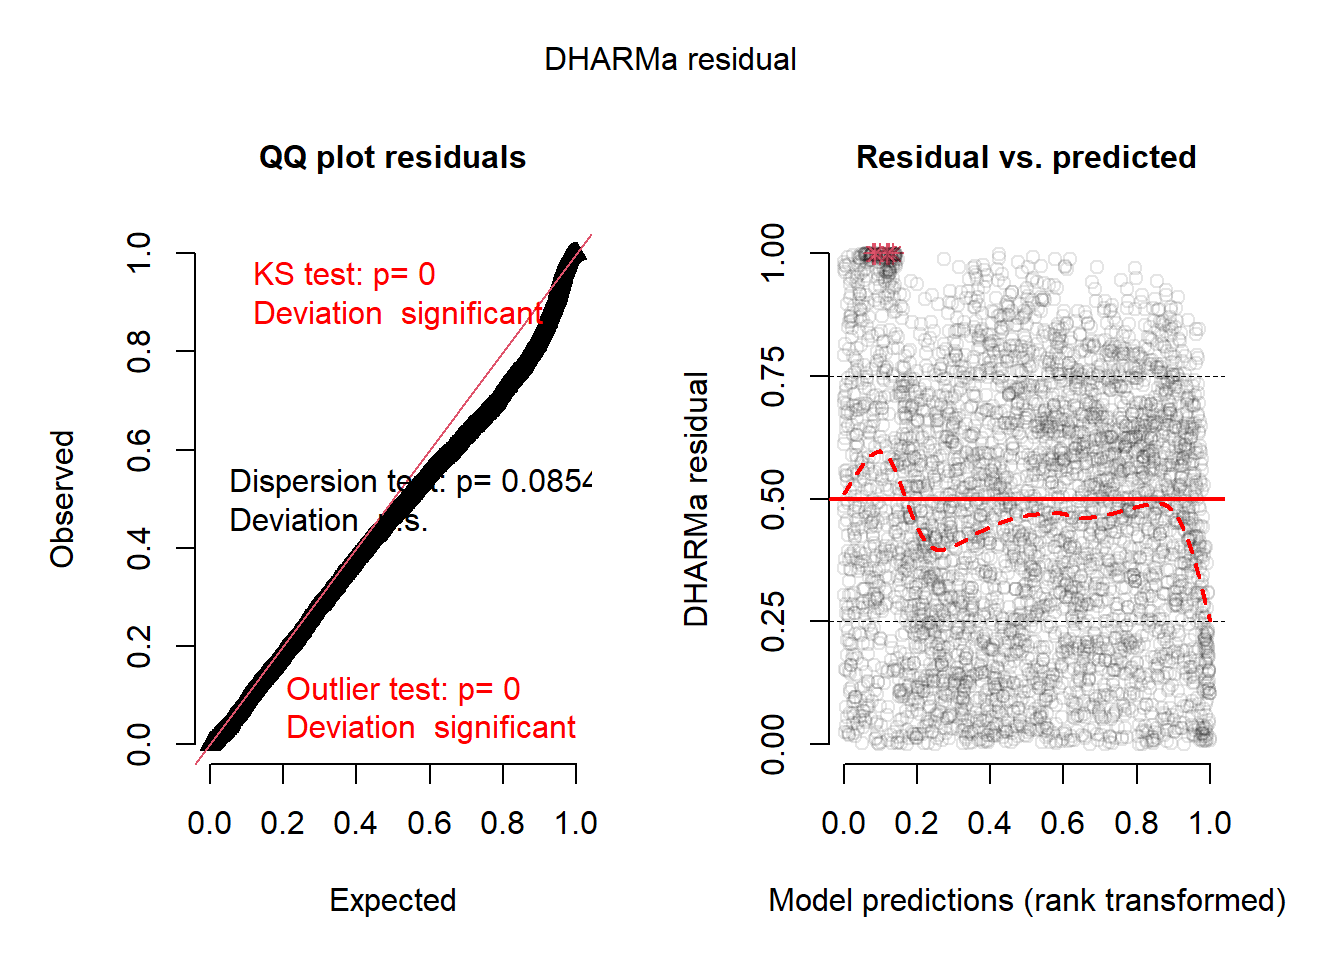 DHARMa residual
QQ plot residuals
KS test: p= 0
Deviation  significant
Dispersion test: p= 0.0854
Deviation  n.s.
Outlier test: p= 0
Deviation  significant
Observed
0.0 0.2 0.4 0.6 0.8 1.0
0.0 0.2 0.4 0.6 0.8 1.0
Expected
Residual vs. predicted
DHARMa residual
0.00 0.25 0.50 0.75 1.00
0.0 0.2 0.4 0.6 0.8 1.0
Model predictions (rank transformed)